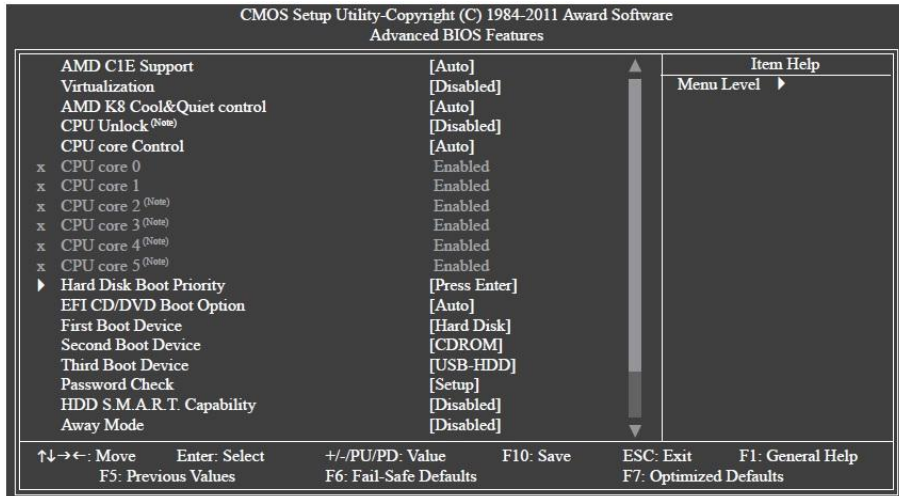 CMOS Setup Utility-Copyright (C) 1984-2011 Award Software
Advanced BIOS Features
AMD C1E Support [Auto]
Virtualization [Disabled]
AMD K8 Cool&Quiet control [Auto]
CPU Unlock (Note) [Disabled]
CPU core Control [Auto]
x CPU core 0 Enabled
x CPU core 1 Enabled
x CPU core 2 (Note) Enabled
x CPU core 3 (Note) Enabled
x CPU core 4 (Note) Enabled
x CPU core 5 (Note) Enabled
Hard Disk Boot Priority [Press Enter]
EFI CD/DVD Boot Option [Auto]
First Boot Device [Hard Disk]
Second Boot Device [CDROM]
Third Boot Device [USB-HDD]
Password Check [Setup]
HDD S.M.A.R.T. Capability [Disabled]
Away Mode [Disabled]
Item Help
Menu Level
↑↓→←: Move Enter: Select +/-/PU/PD: Value F10: Save ESC: Exit F1: General Help
F5: Previous Values F6: Fail-Safe Defaults F7: Optimized Defaults